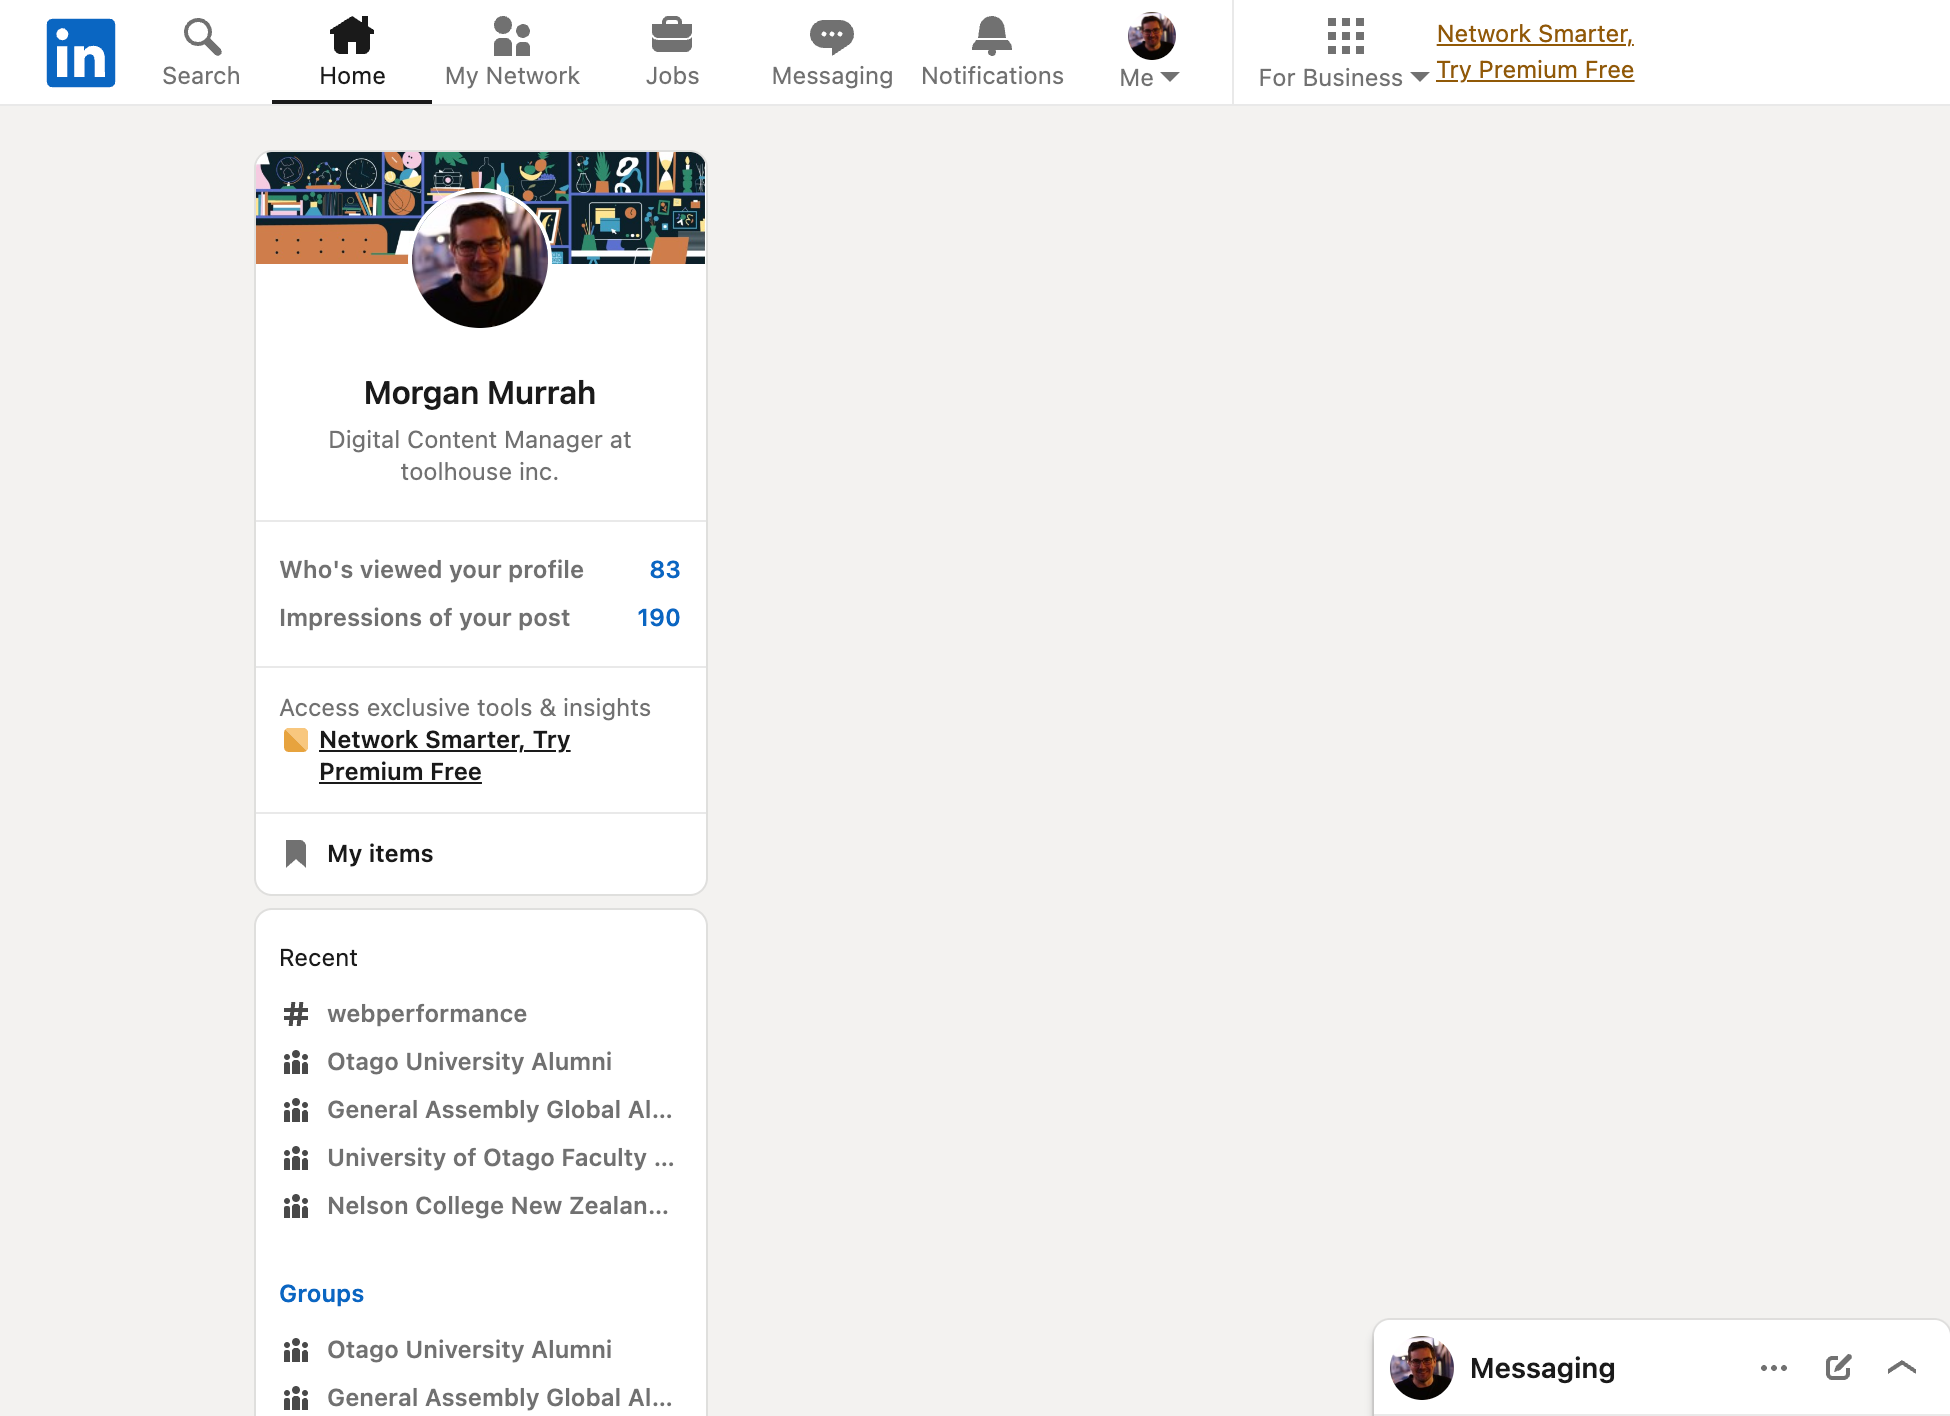 in
Search
Home
My Network
Jobs
Messaging
Notifications
Me
For Business
Network Smarter,
Try Premium Free
Morgan Murrah
Digital Content Manager at
toolhouse inc.
Who's viewed your profile 83
Impressions of your post 190
Access exclusive tools & insights
Network Smarter, Try
Premium Free
My items
Recent
# webperformance
Otago University Alumni
General Assembly Global Al...
University of Otago Faculty ...
Nelson College New Zealan...
Groups
Otago University Alumni
General Assembly Global Al...
Messaging